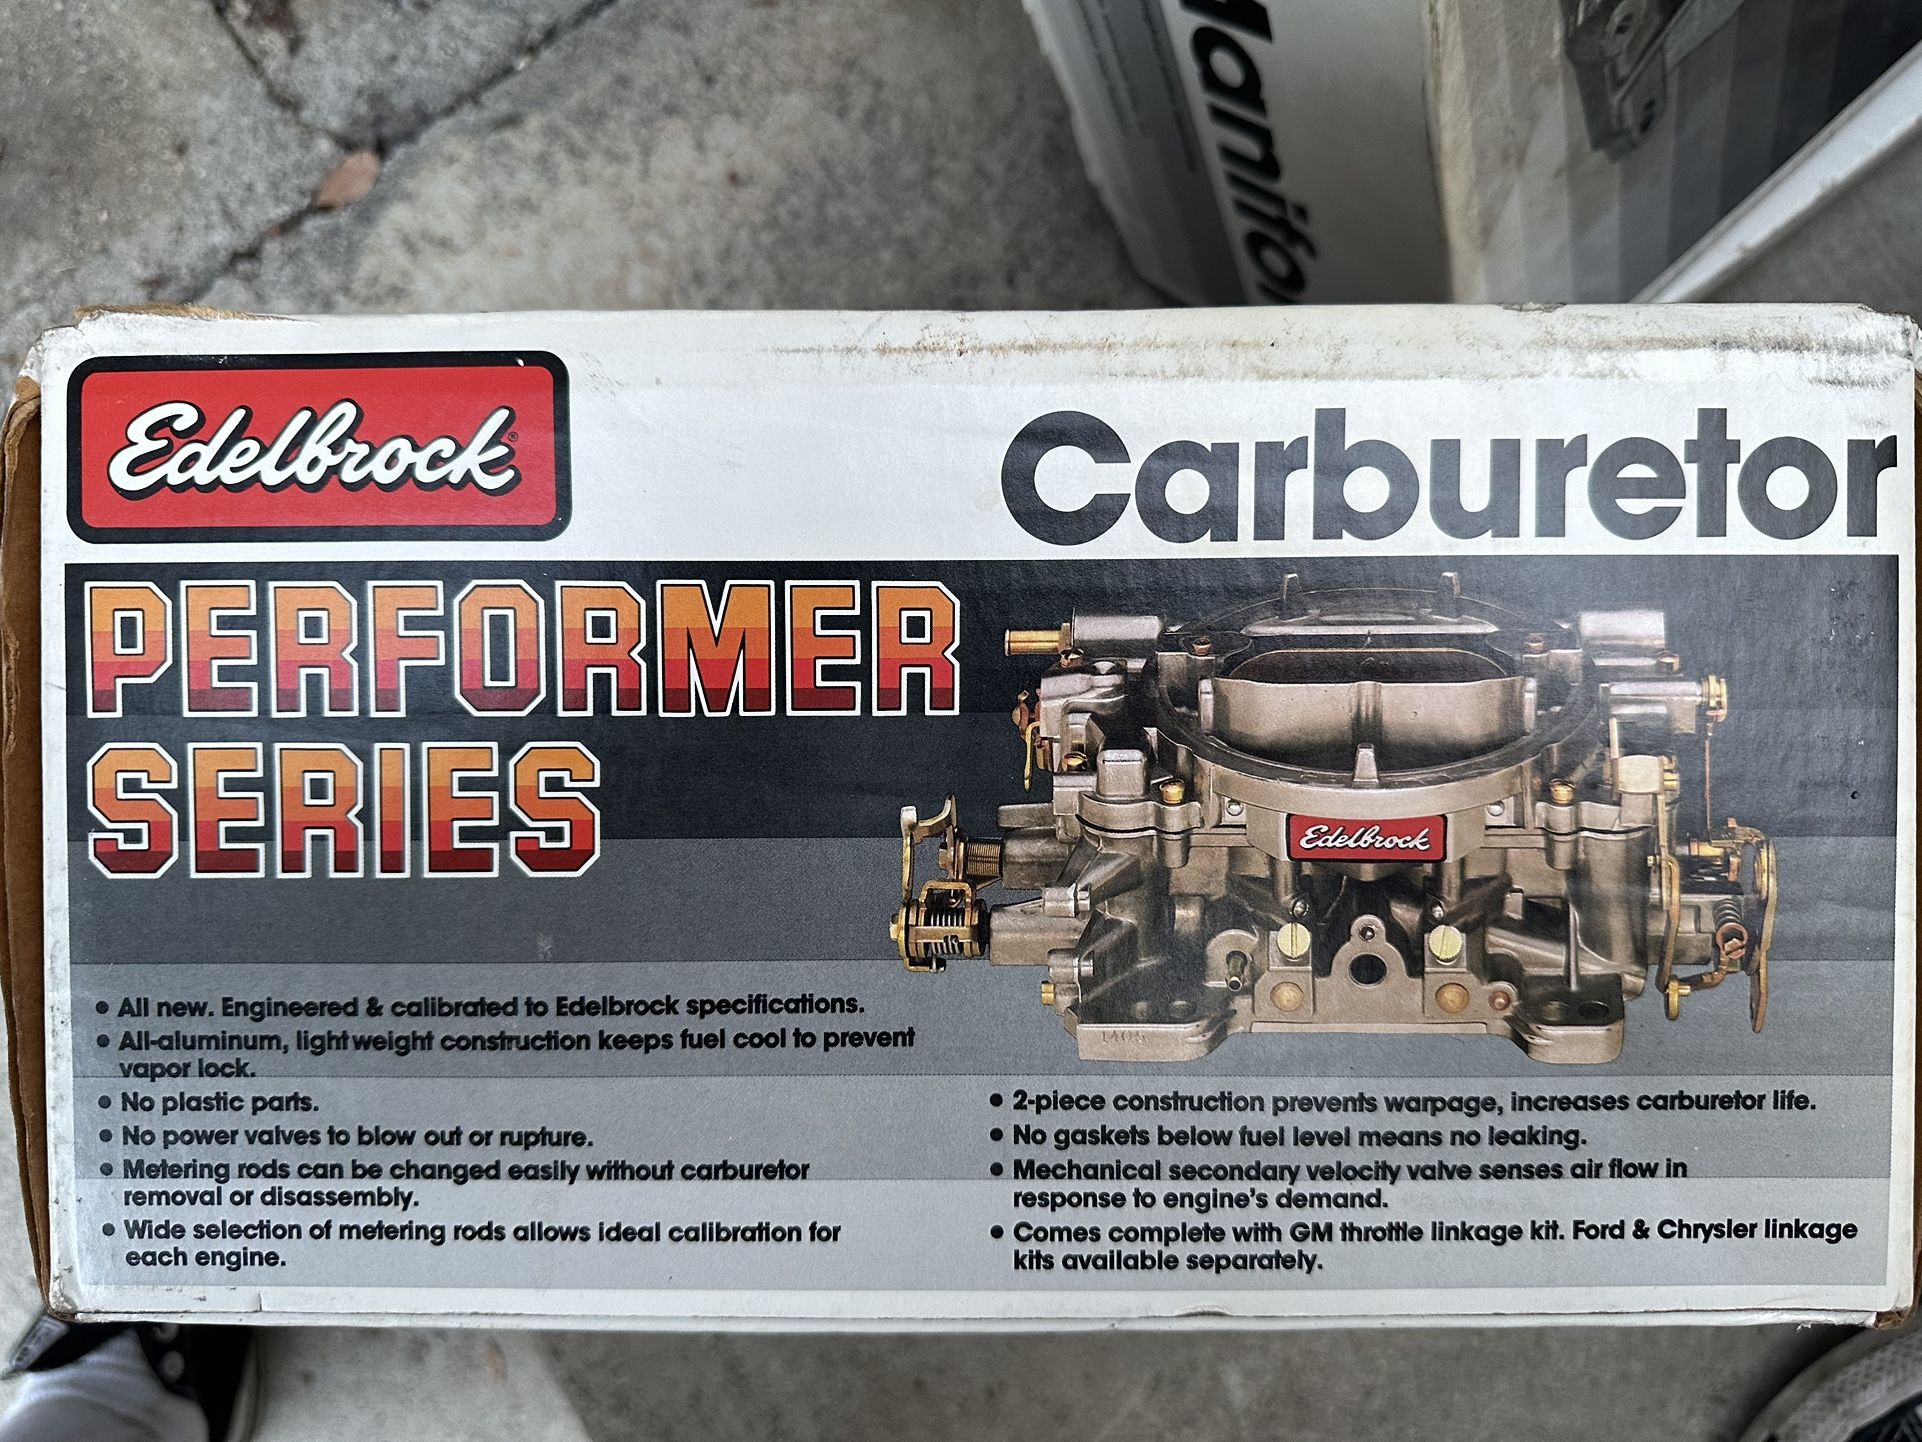 Manifo
Edelbrock®
Carburetor
PERFORMER
SERIES
Edelbrock
1405
• All new. Engineered & calibrated to Edelbrock specifications.
• All-aluminum, light weight construction keeps fuel cool to prevent
vapor lock.
• No plastic parts.
• No power valves to blow out or rupture.
• Metering rods can be changed easily without carburetor
removal or disassembly.
• Wide selection of metering rods allows ideal calibration for
each engine.
• 2-piece construction prevents warpage, increases carburetor life.
• No gaskets below fuel level means no leaking.
• Mechanical secondary velocity valve senses air flow in
response to engine's demand.
• Comes complete with GM throttle linkage kit. Ford & Chrysler linkage
kits available separately.